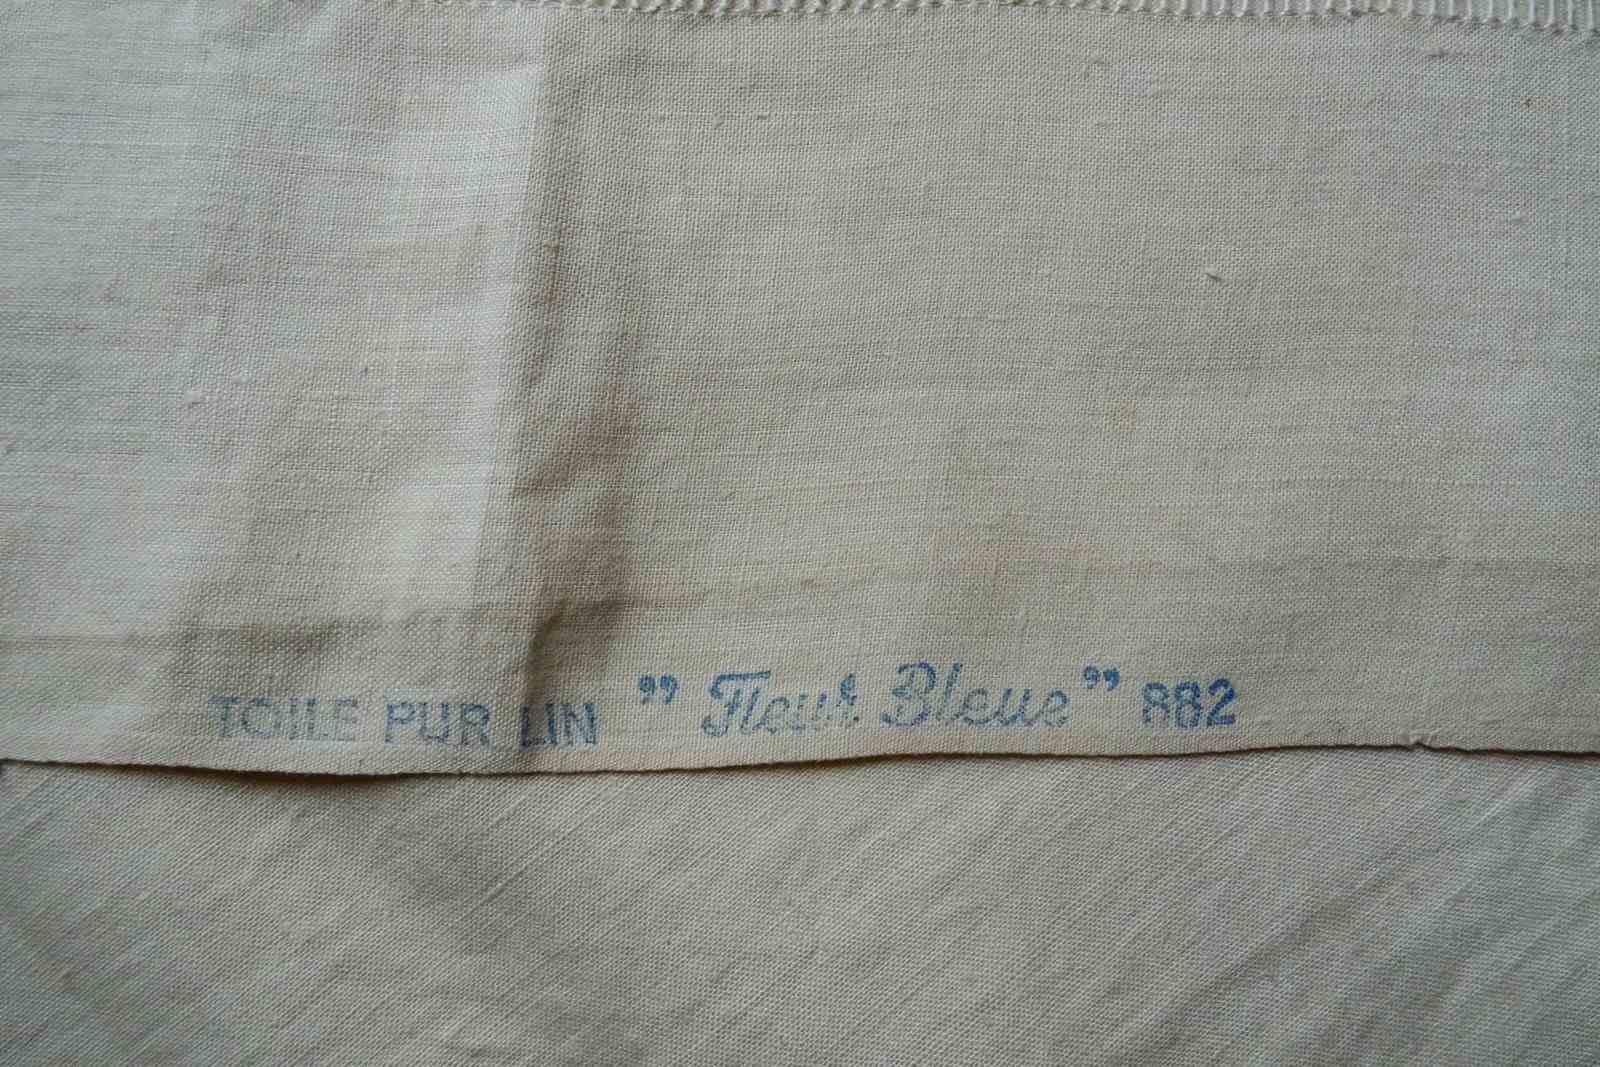 TOILE PUR LIN ” Fleur Bleue ” 882